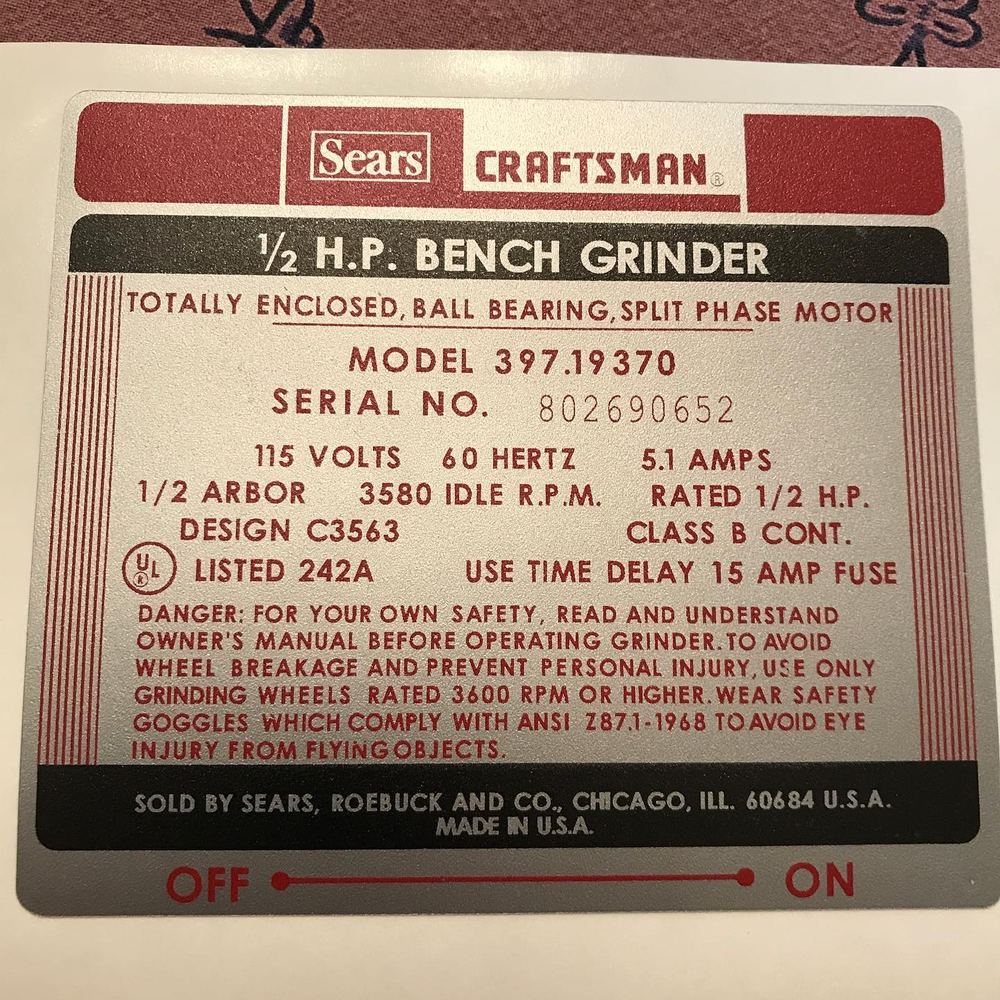 Sears CRAFTSMAN®
1/2 H.P. BENCH GRINDER
TOTALLY ENCLOSED, BALL BEARING, SPLIT PHASE MOTOR
MODEL 397.19370
SERIAL NO. 802690652
115 VOLTS 60 HERTZ 5.1 AMPS
1/2 ARBOR 3580 IDLE R.P.M. RATED 1/2 H.P.
DESIGN C3563 CLASS B CONT.
UL® LISTED 242A USE TIME DELAY 15 AMP FUSE
DANGER: FOR YOUR OWN SAFETY, READ AND UNDERSTAND
OWNER'S MANUAL BEFORE OPERATING GRINDER. TO AVOID
WHEEL BREAKAGE AND PREVENT PERSONAL INJURY, USE ONLY
GRINDING WHEELS RATED 3600 RPM OR HIGHER. WEAR SAFETY
GOGGLES WHICH COMPLY WITH ANSI Z87.1-1968 TO AVOID EYE
INJURY FROM FLYING OBJECTS.
SOLD BY SEARS, ROEBUCK AND CO., CHICAGO, ILL. 60684 U.S.A.
MADE IN U.S.A.
OFF ON